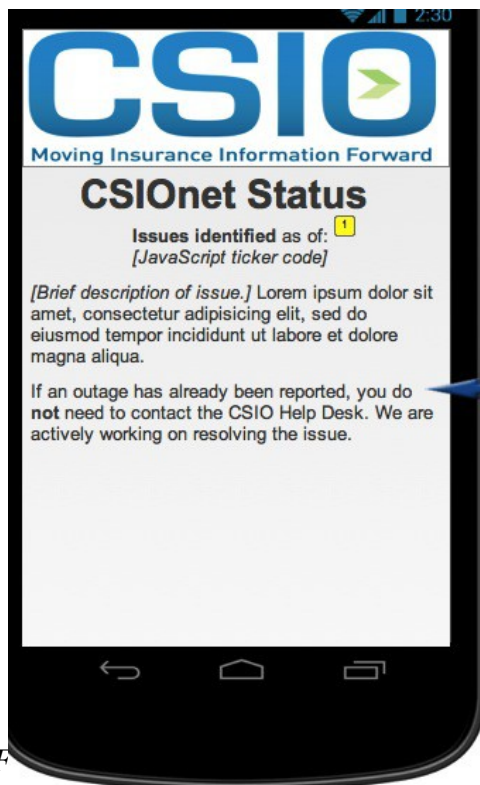 2:30
CSIO
Moving Insurance Information Forward
CSIOnet Status
Issues identified as of: 1
[JavaScript ticker code]
[Brief description of issue.] Lorem ipsum dolor sit
amet, consectetur adipisicing elit, sed do
eiusmod tempor incididunt ut labore et dolore
magna aliqua.
If an outage has already been reported, you do
not need to contact the CSIO Help Desk. We are
actively working on resolving the issue.